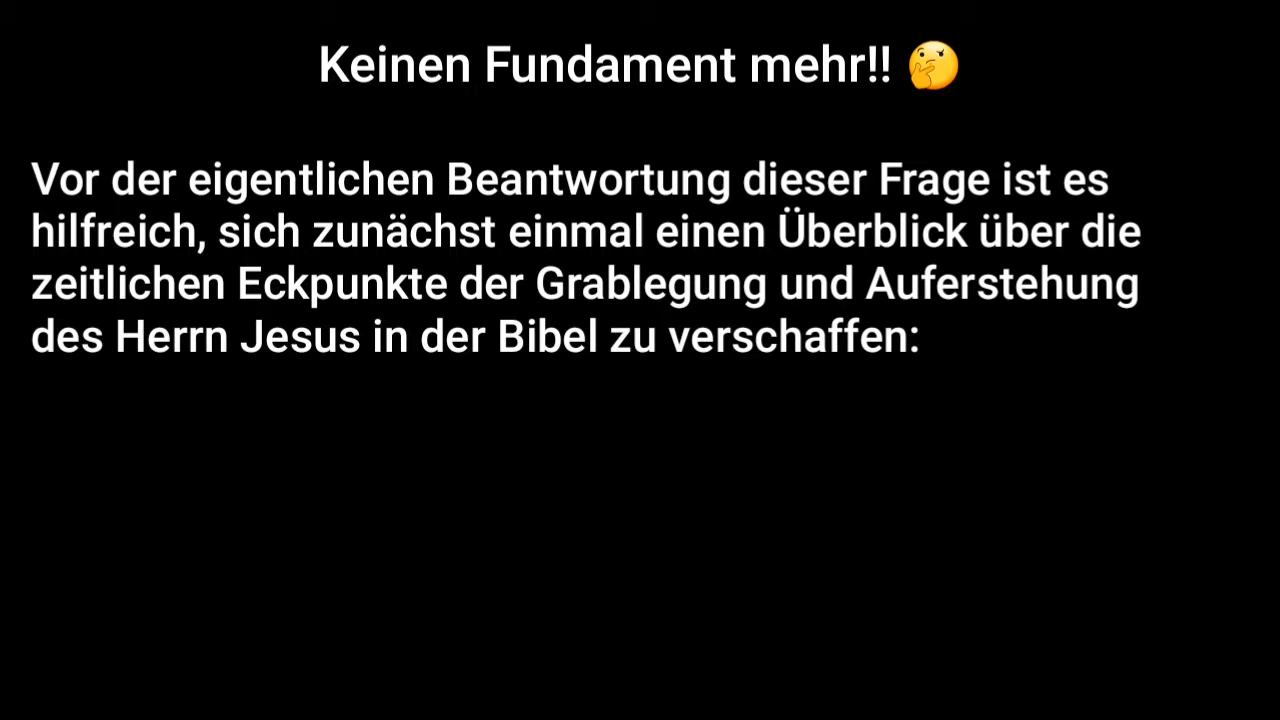 Keinen Fundament mehr!! 🤔
Vor der eigentlichen Beantwortung dieser Frage ist es
hilfreich, sich zunächst einmal einen Überblick über die
zeitlichen Eckpunkte der Grablegung und Auferstehung
des Herrn Jesus in der Bibel zu verschaffen: